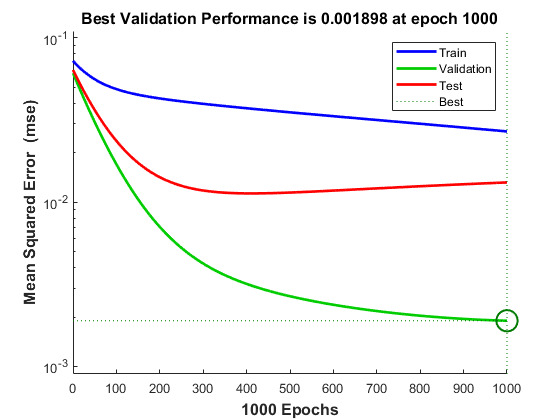 Best Validation Performance is 0.001898 at epoch 1000
10^-1
10^-2
10^-3
Mean Squared Error (mse)
Train
Validation
Test
Best
0 100 200 300 400 500 600 700 800 900 1000
1000 Epochs